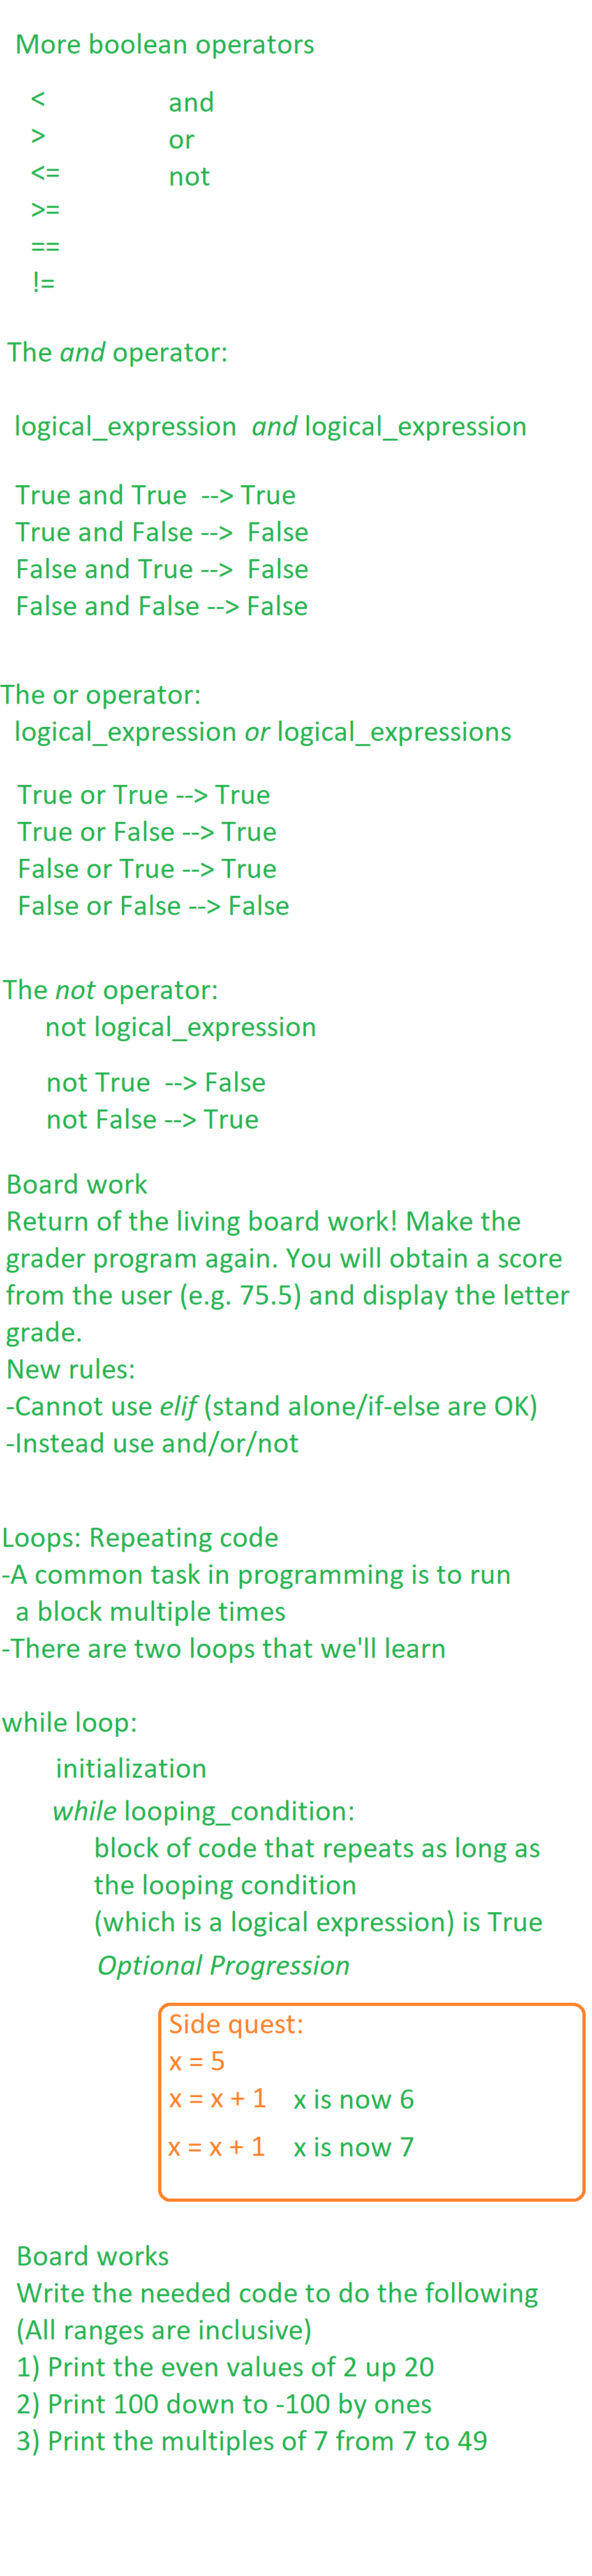 More boolean operators
< and
> or
<= not
>=
==
!=
The and operator:
logical_expression and logical_expression
True and True --> True
True and False --> False
False and True --> False
False and False --> False
The or operator:
logical_expression or logical_expressions
True or True --> True
True or False --> True
False or True --> True
False or False --> False
The not operator:
not logical_expression
not True --> False
not False --> True
Board work
Return of the living board work! Make the
grader program again. You will obtain a score
from the user (e.g. 75.5) and display the letter
grade.
New rules:
-Cannot use elif (stand alone/if-else are OK)
-Instead use and/or/not
Loops: Repeating code
-A common task in programming is to run
a block multiple times
-There are two loops that we'll learn
while loop:
initialization
while looping_condition:
block of code that repeats as long as
the looping condition
(which is a logical expression) is True
Optional Progression
Side quest:
x = 5
x = x + 1 x is now 6
x = x + 1 x is now 7
Board works
Write the needed code to do the following
(All ranges are inclusive)
1) Print the even values of 2 up 20
2) Print 100 down to -100 by ones
3) Print the multiples of 7 from 7 to 49